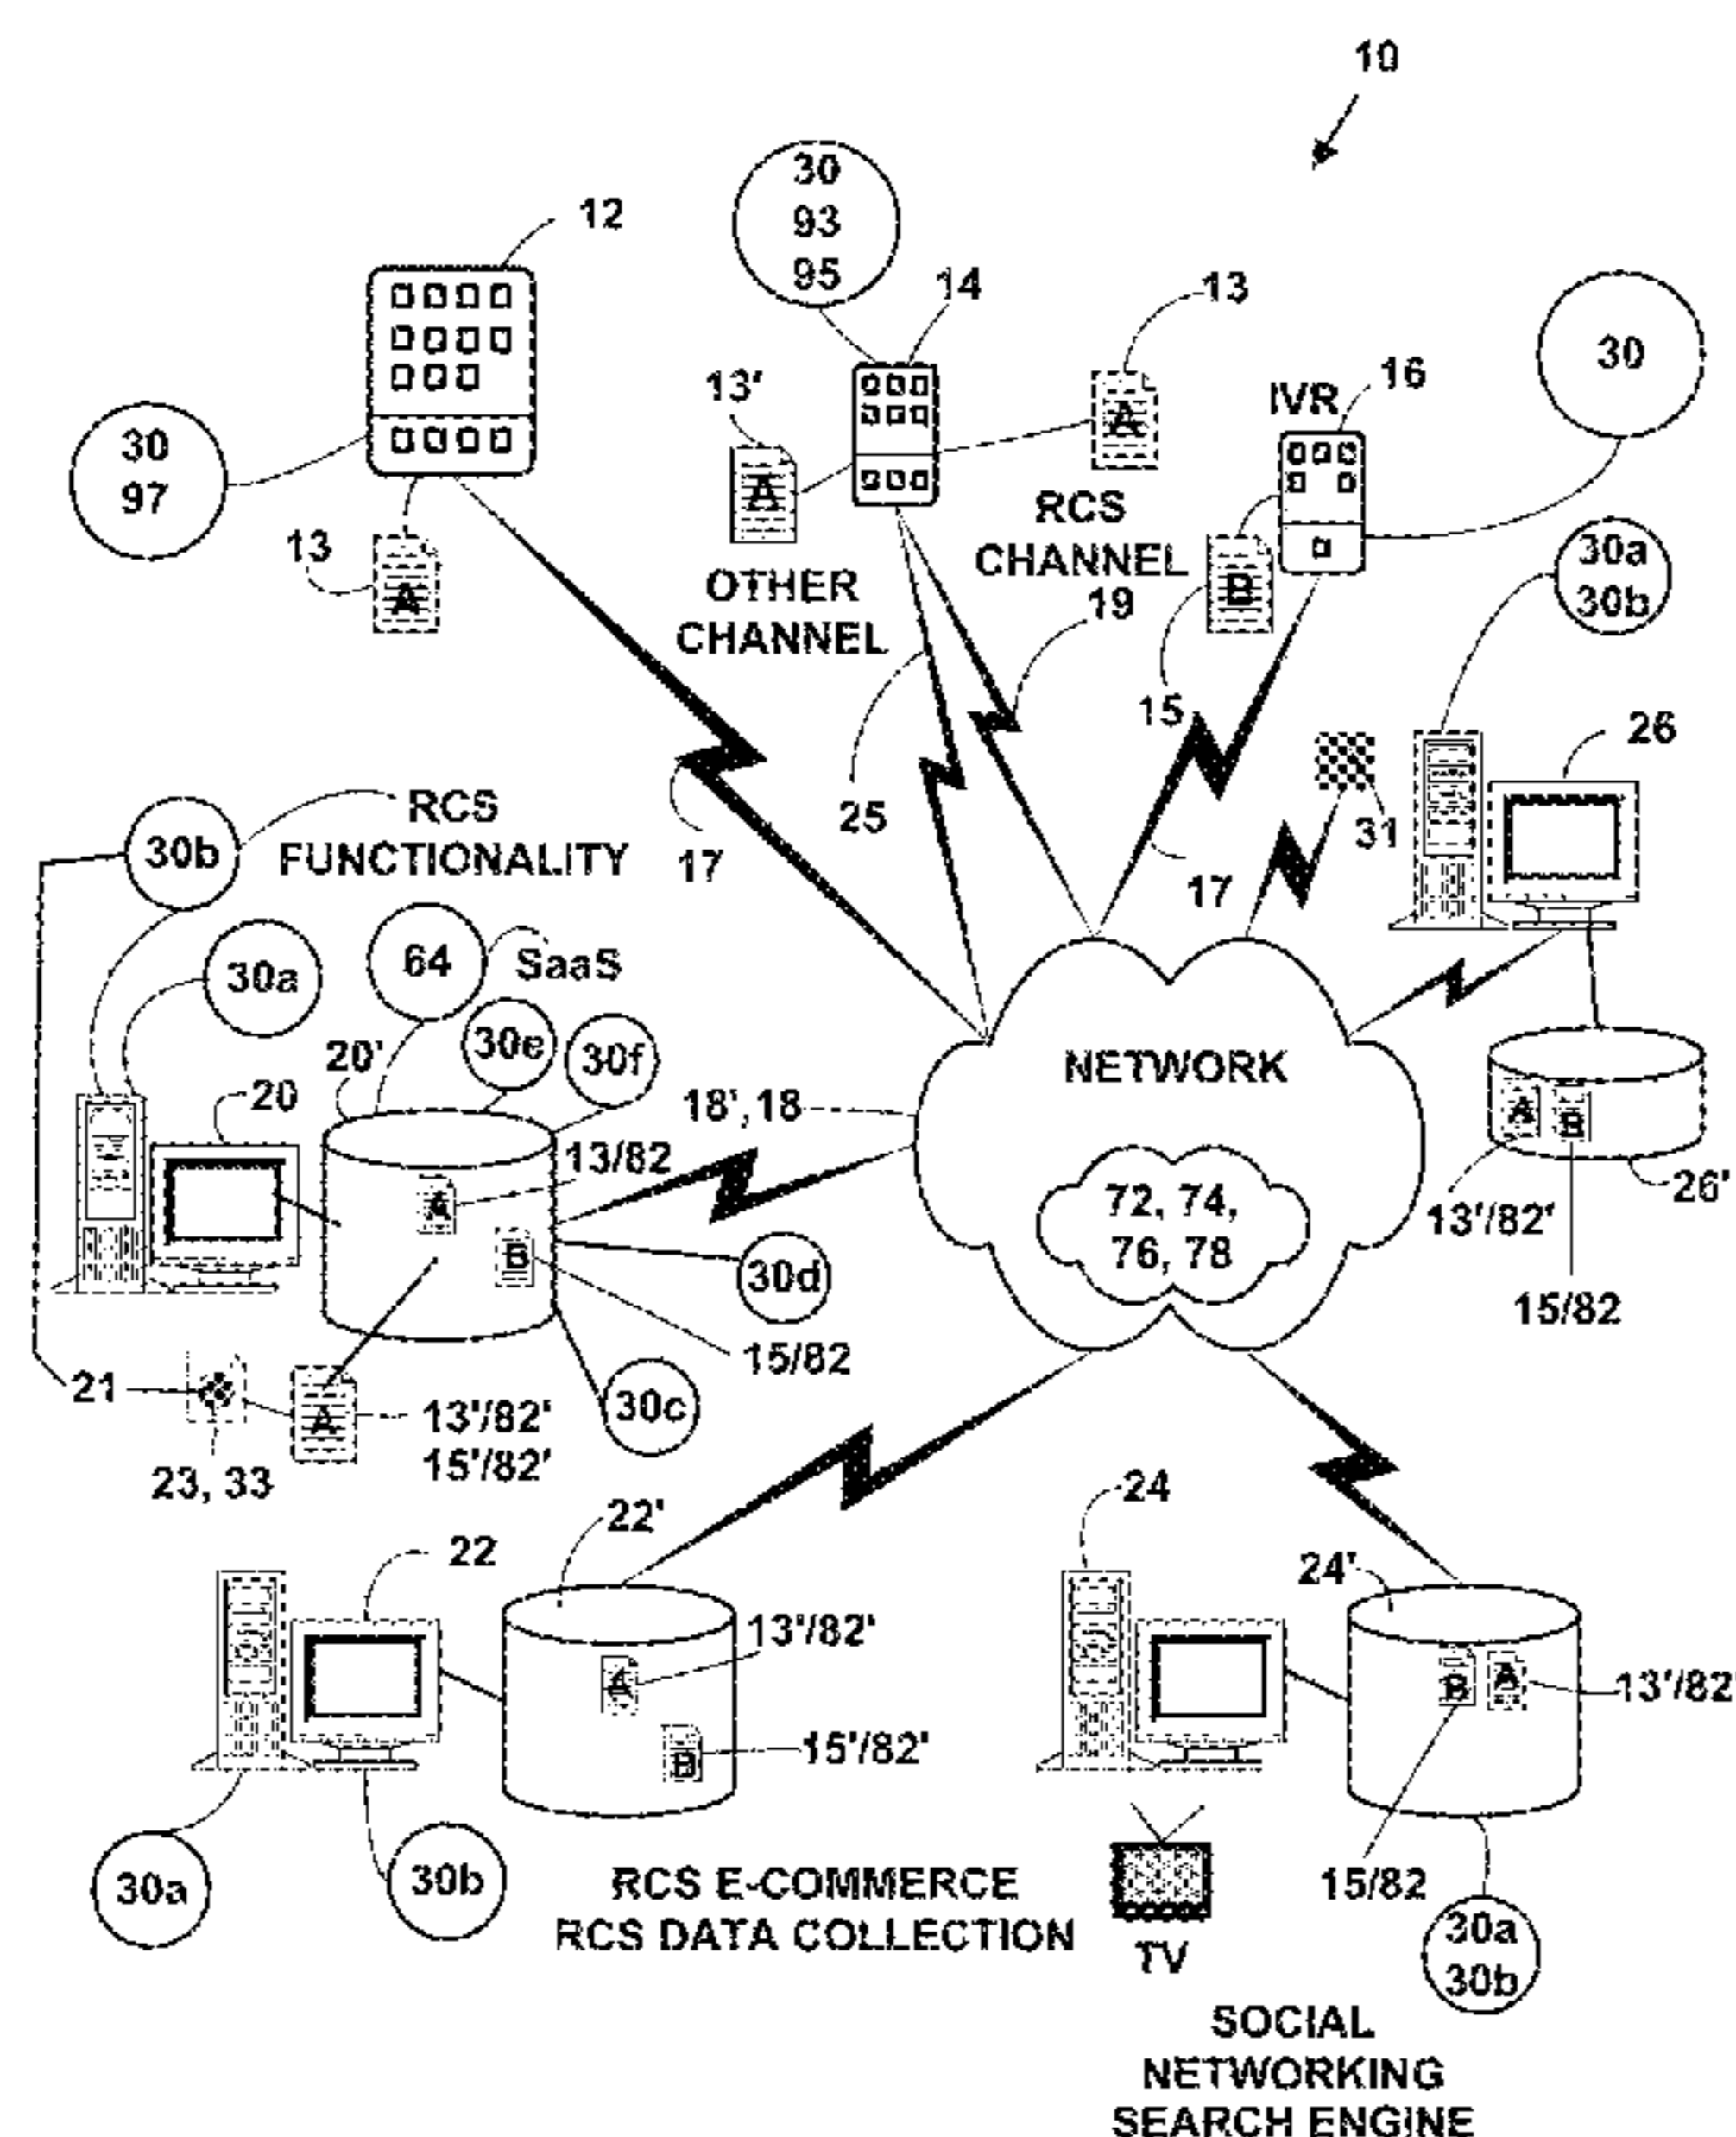 10
12
30
93
95
14
13
30
13'
IVR
16
30
97
A
A
13
A
RCS
CHANNEL
19
B
30a
30b
OTHER
CHANNEL
15
26
RCS
FUNCTIONALITY
30b
17
25
17
31
64
SaaS
30a
30e
30f
20'
20
NETWORK
18', 18
13/82
A
B
A
B
26'
13'/82'
72, 74,
76, 78
30d
15/82
15/82
21
A
13'/82'
15'/82'
30c
23, 33
24
22'
22
24'
13'/82'
A
B
A
13'/82
15'/82'
B
30a
30b
RCS E-COMMERCE
RCS DATA COLLECTION
TV
15/82
30a
30b
SOCIAL
NETWORKING
SEARCH ENGINE